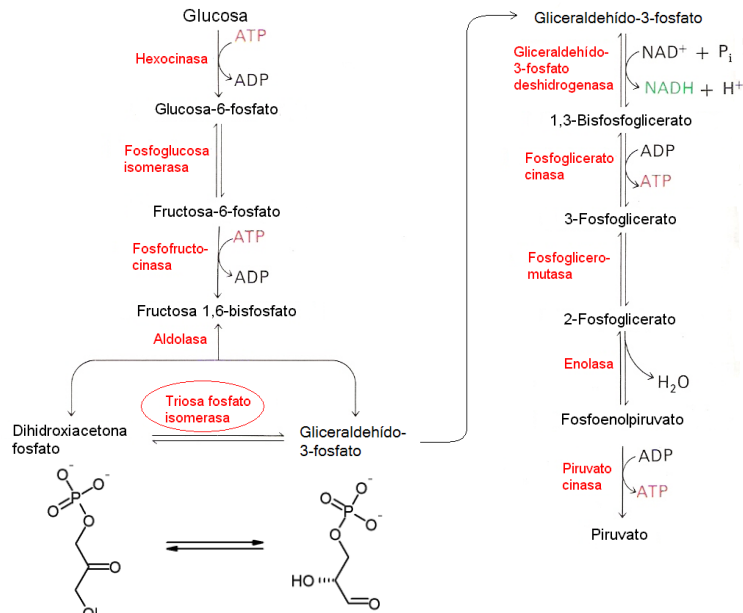 Glucosa
ATP
Hexocinasa
ADP
Glucosa-6-fosfato
Fosfoglucosa
isomerasa
Fructosa-6-fosfato
ATP
Fosfofructo-
cinasa
ADP
Fructosa 1,6-bisfosfato
Aldolasa
Triosa fosfato
isomerasa
Dihidroxiacetona
fosfato
Gliceraldehído-
3-fosfato
O⁻
O
P
O⁻
O
O
O⁻
O
P
O⁻
O
HO
O
Gliceraldehído-3-fosfato
Gliceraldehido-
3-fosfato
deshidrogenasa
NAD⁺ + Pᵢ
NADH + H⁺
1,3-Bisfosfoglicerato
Fosfoglicerato
cinasa
ADP
ATP
3-Fosfoglicerato
Fosfoglicero-
mutasa
2-Fosfoglicerato
Enolasa
H₂O
Fosfoenolpiruvato
Piruvato
cinasa
ADP
ATP
Piruvato